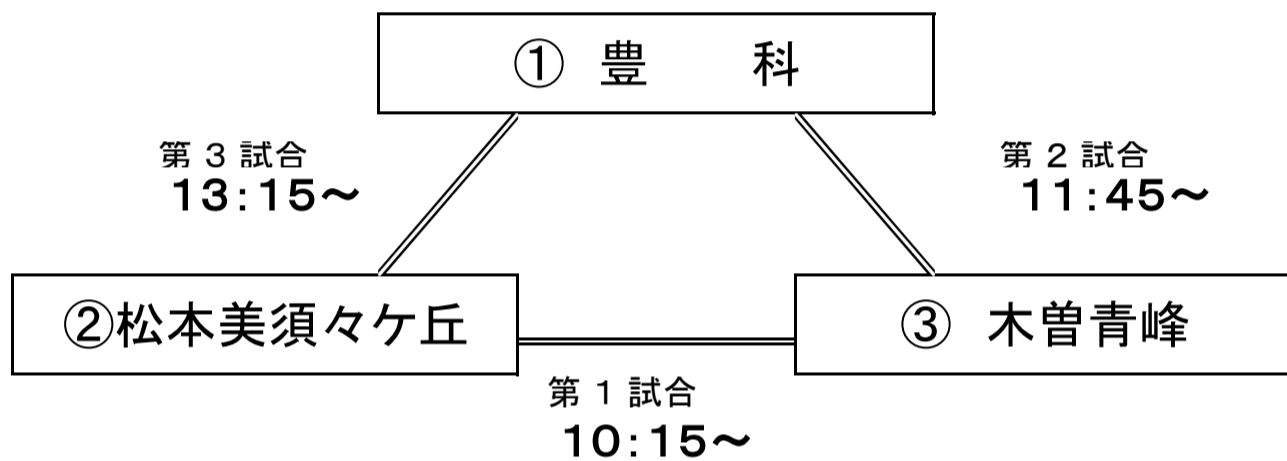 ① 豊　科
第３試合
13:15～
第２試合
11:45～
②松本美須々ケ丘
③ 木曽青峰
第１試合
10:15～